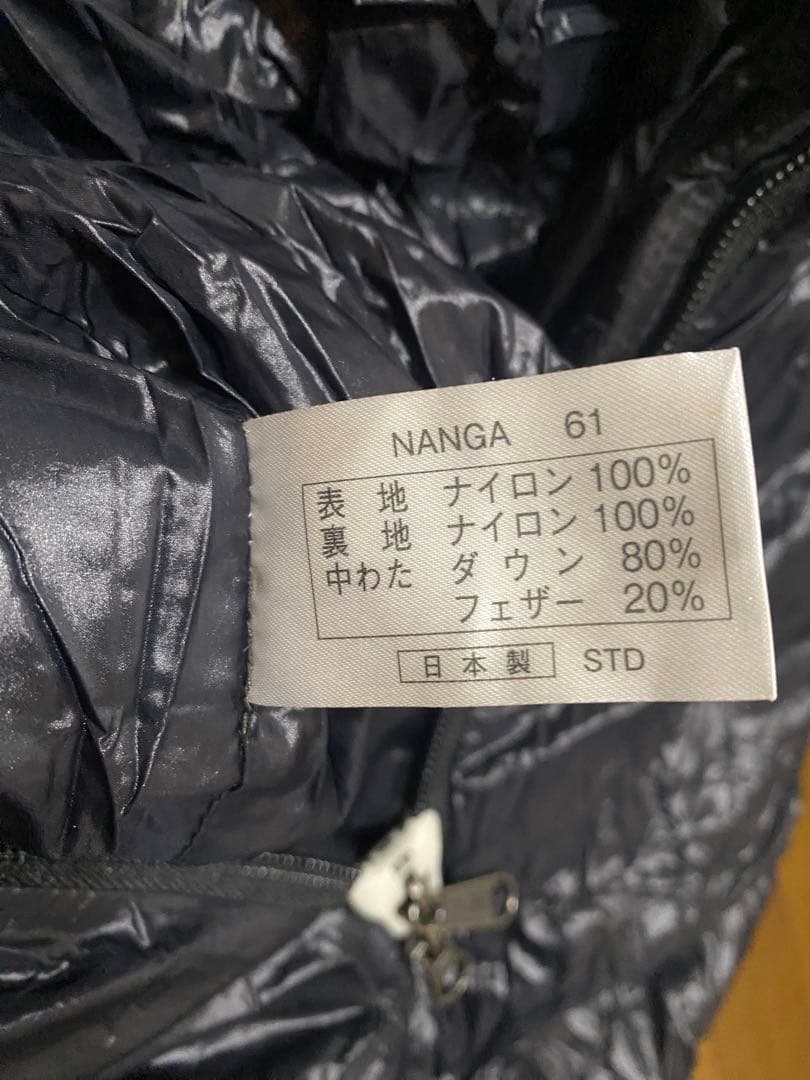 NANGA 61
表地 ナイロン 100%
裏地 ナイロン 100%
中わた ダウン 80%
フェザー 20%
日本製 STD